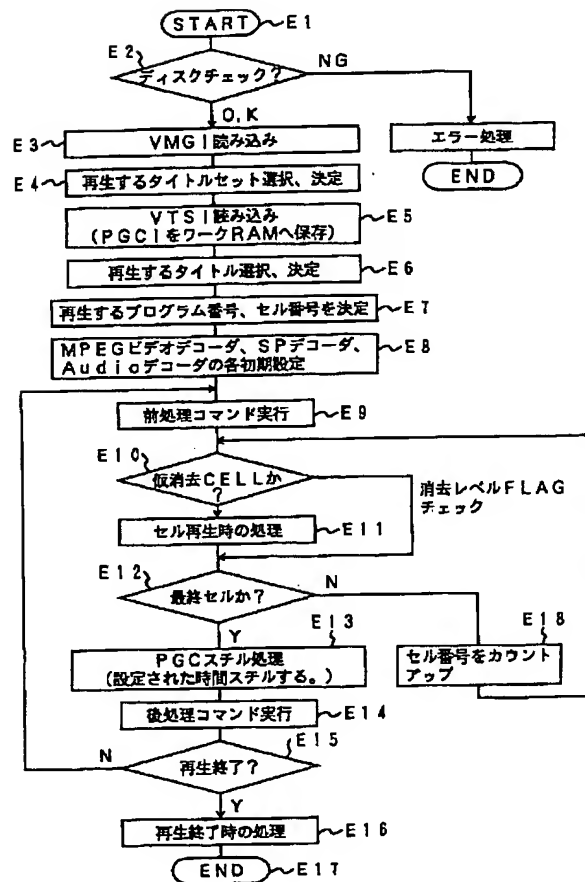 START
E1
E2
ディスクチェック?
NG
O,K
エラー処理
END
E3
VMGI読み込み
E4
再生するタイトルセット選択、決定
VTSI読み込み
(PGCIをワークRAMへ保存)
E5
再生するタイトル選択、決定
E6
再生するプログラム番号、セル番号を決定
E7
MPEGビデオデコーダ、SPデコーダ、
Audioデコーダの各初期設定
E8
前処理コマンド実行
E9
E10
仮消去CELLか
?
消去レベルFLAG
チェック
セル再生時の処理
E11
E12
最終セルか?
N
Y
E13
PGCスチル処理
(設定された時間スチルする。)
E18
セル番号をカウント
アップ
後処理コマンド実行
E14
E15
N
再生終了?
Y
再生終了時の処理
E16
END
E17